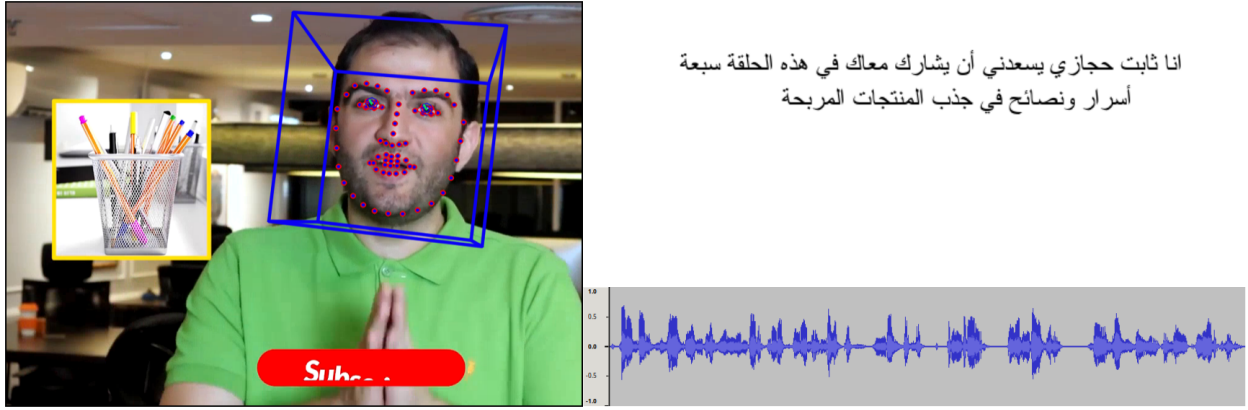 انا ثابت حجازي يسعدني أن يشارك معاك في هذه الحلقة سبعة
أسرار ونصائح في جذب المنتجات المربحة
1.0
0.5
0.0
-0.5
-1.0